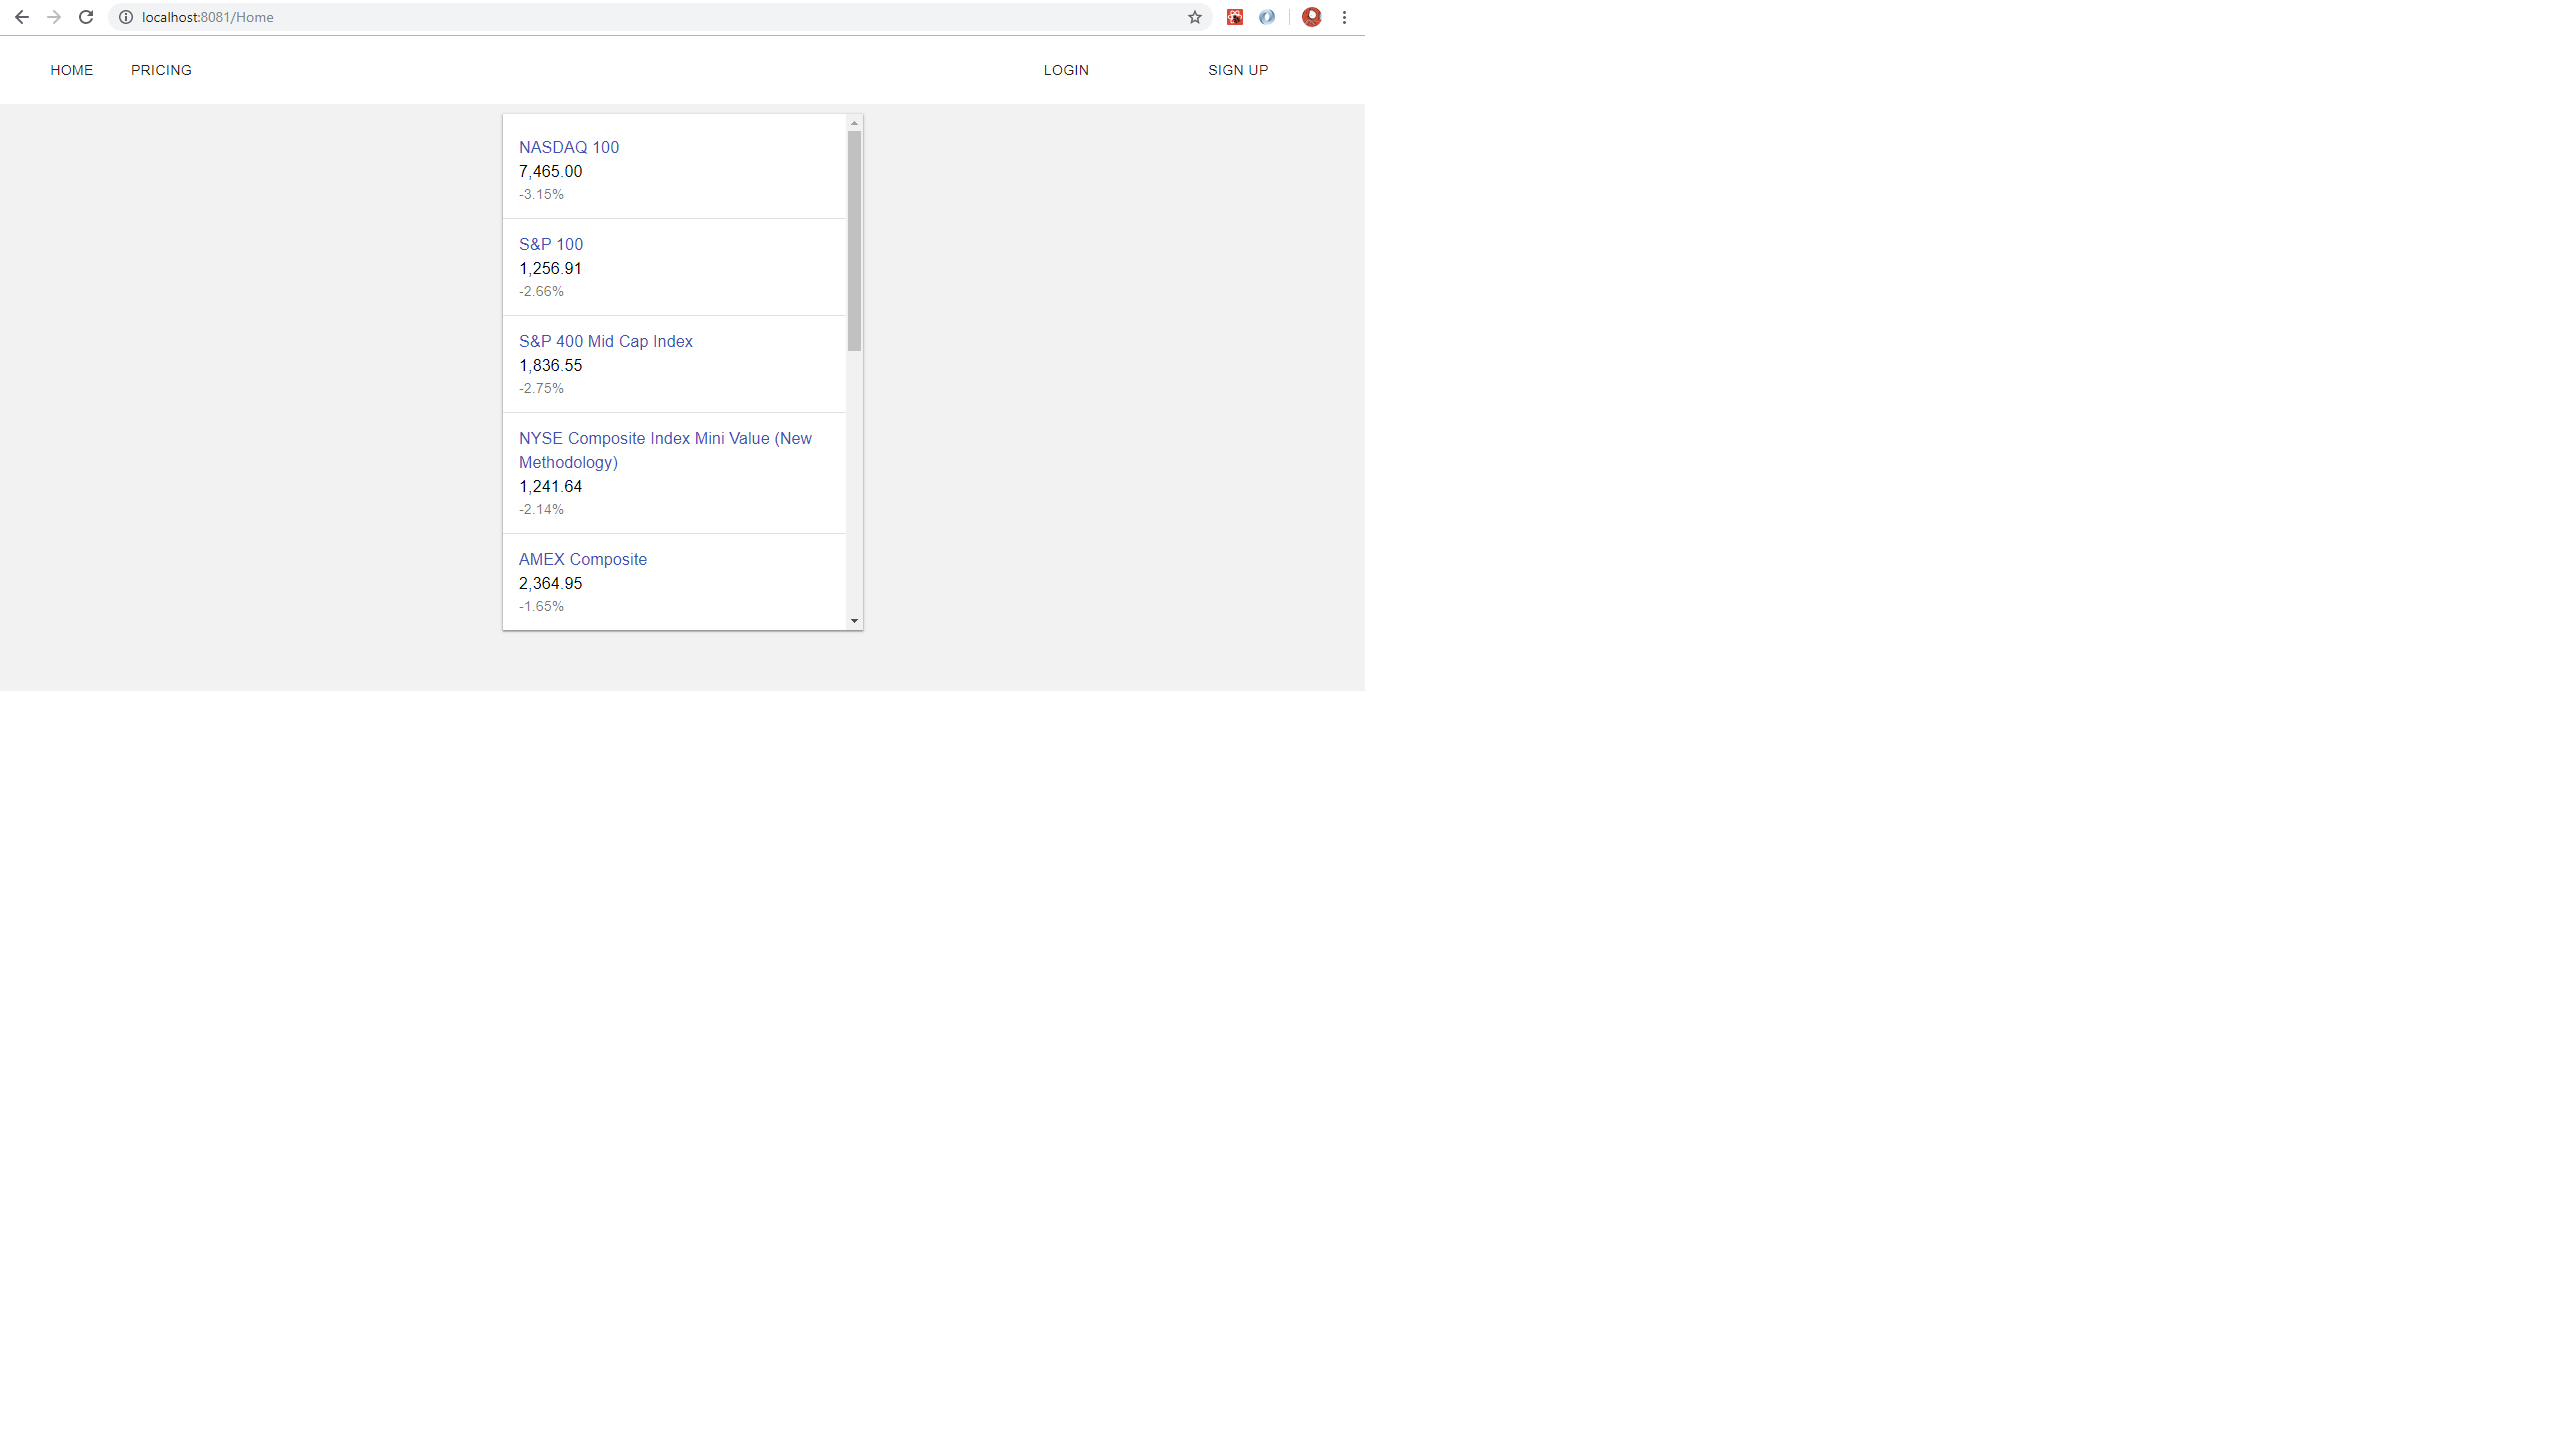 localhost:8081/Home
HOME PRICING LOGIN SIGN UP
NASDAQ 100
7,465.00
-3.15%
S&P 100
1,256.91
-2.66%
S&P 400 Mid Cap Index
1,836.55
-2.75%
NYSE Composite Index Mini Value (New
Methodology)
1,241.64
-2.14%
AMEX Composite
2,364.95
-1.65%